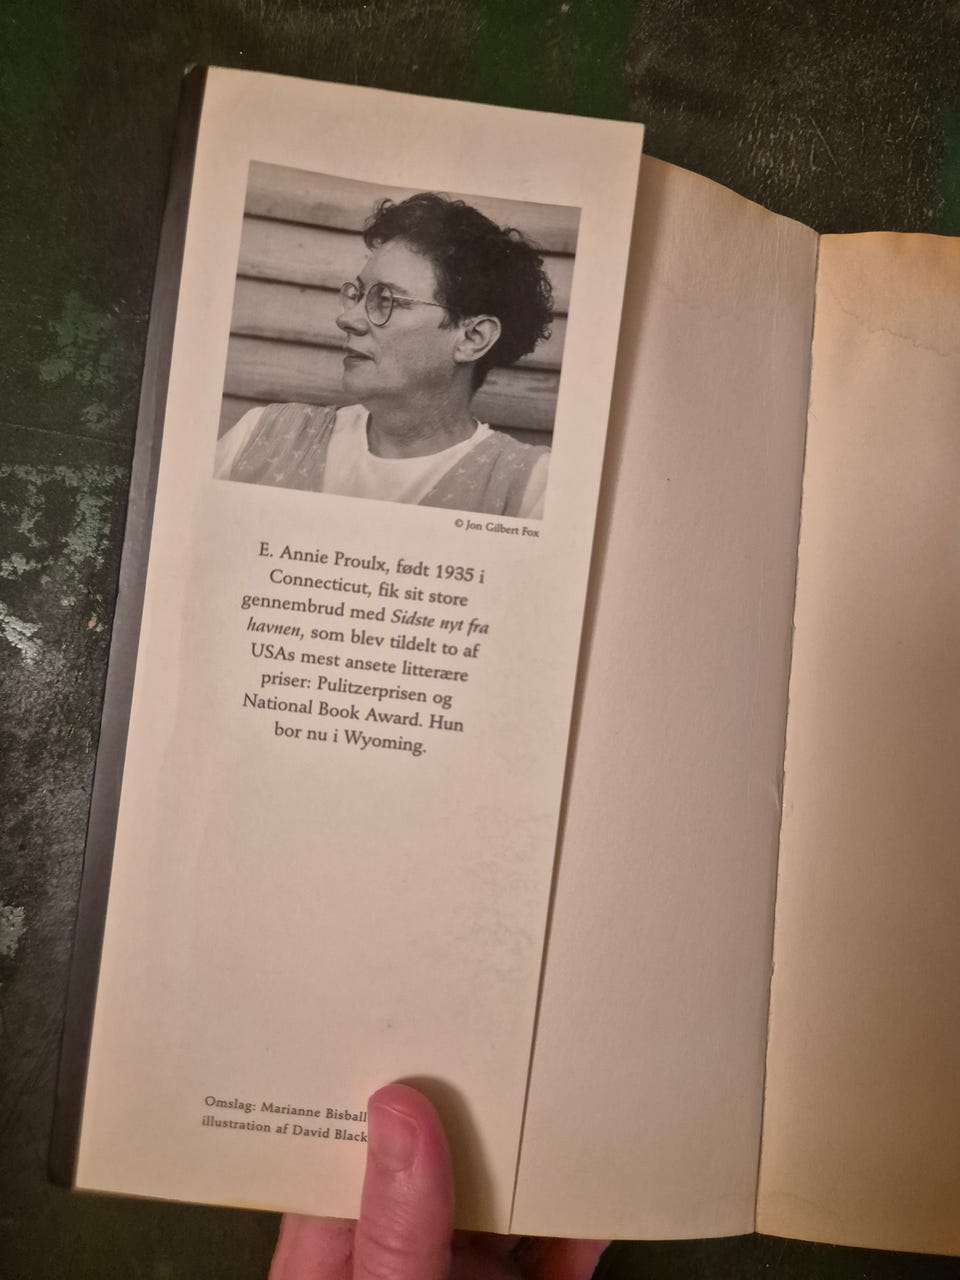 © Jon Gilbert Fox
E. Annie Proulx, født 1935 i
Connecticut, fik sit store
gennembrud med Sidste nyt fra
havnen, som blev tildelt to af
USAs mest ansete litterære
priser: Pulitzerprisen og
National Book Award. Hun
bor nu i Wyoming.
Omslag: Marianne Bisball
illustration af David Black